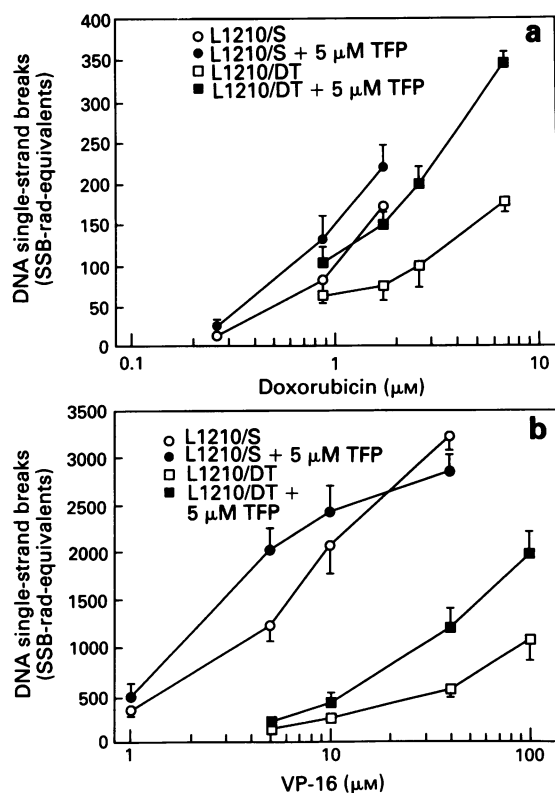 a
L1210/S
L1210/S + 5 μM TFP
L1210/DT
L1210/DT + 5 μM TFP
DNA single-strand breaks
(SSB-rad-equivalents)
400
350
300
250
200
150
100
50
0
0.1
1
10
Doxorubicin (μM)
b
L1210/S
L1210/S + 5 μM TFP
L1210/DT
L1210/DT +
5 μM TFP
DNA single-strand breaks
(SSB-rad-equivalents)
3500
3000
2500
2000
1500
1000
500
0
1
10
100
VP-16 (μM)